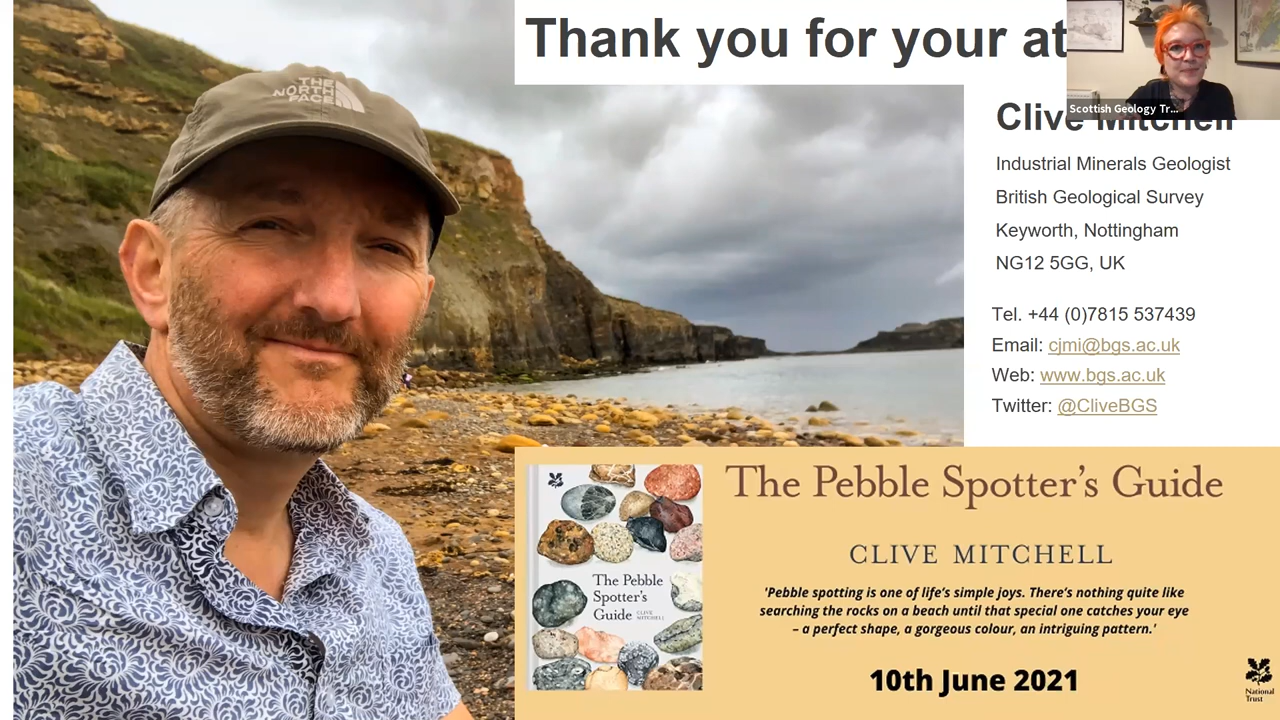 Thank you for your at
Scottish Geology Tr...
Clive Mitchell
Industrial Minerals Geologist
British Geological Survey
Keyworth, Nottingham
NG12 5GG, UK
Tel. +44 (0)7815 537439
Email: cjmi@bgs.ac.uk
Web: www.bgs.ac.uk
Twitter: @CliveBGS
THE
NORTH
FACE
The Pebble Spotter's Guide
CLIVE MITCHELL
'Pebble spotting is one of life's simple joys. There's nothing quite like
searching the rocks on a beach until that special one catches your eye
– a perfect shape, a gorgeous colour, an intriguing pattern.'
10th June 2021
The Pebble
Spotter's
Guide CLIVE
MITCHELL
National
Trust